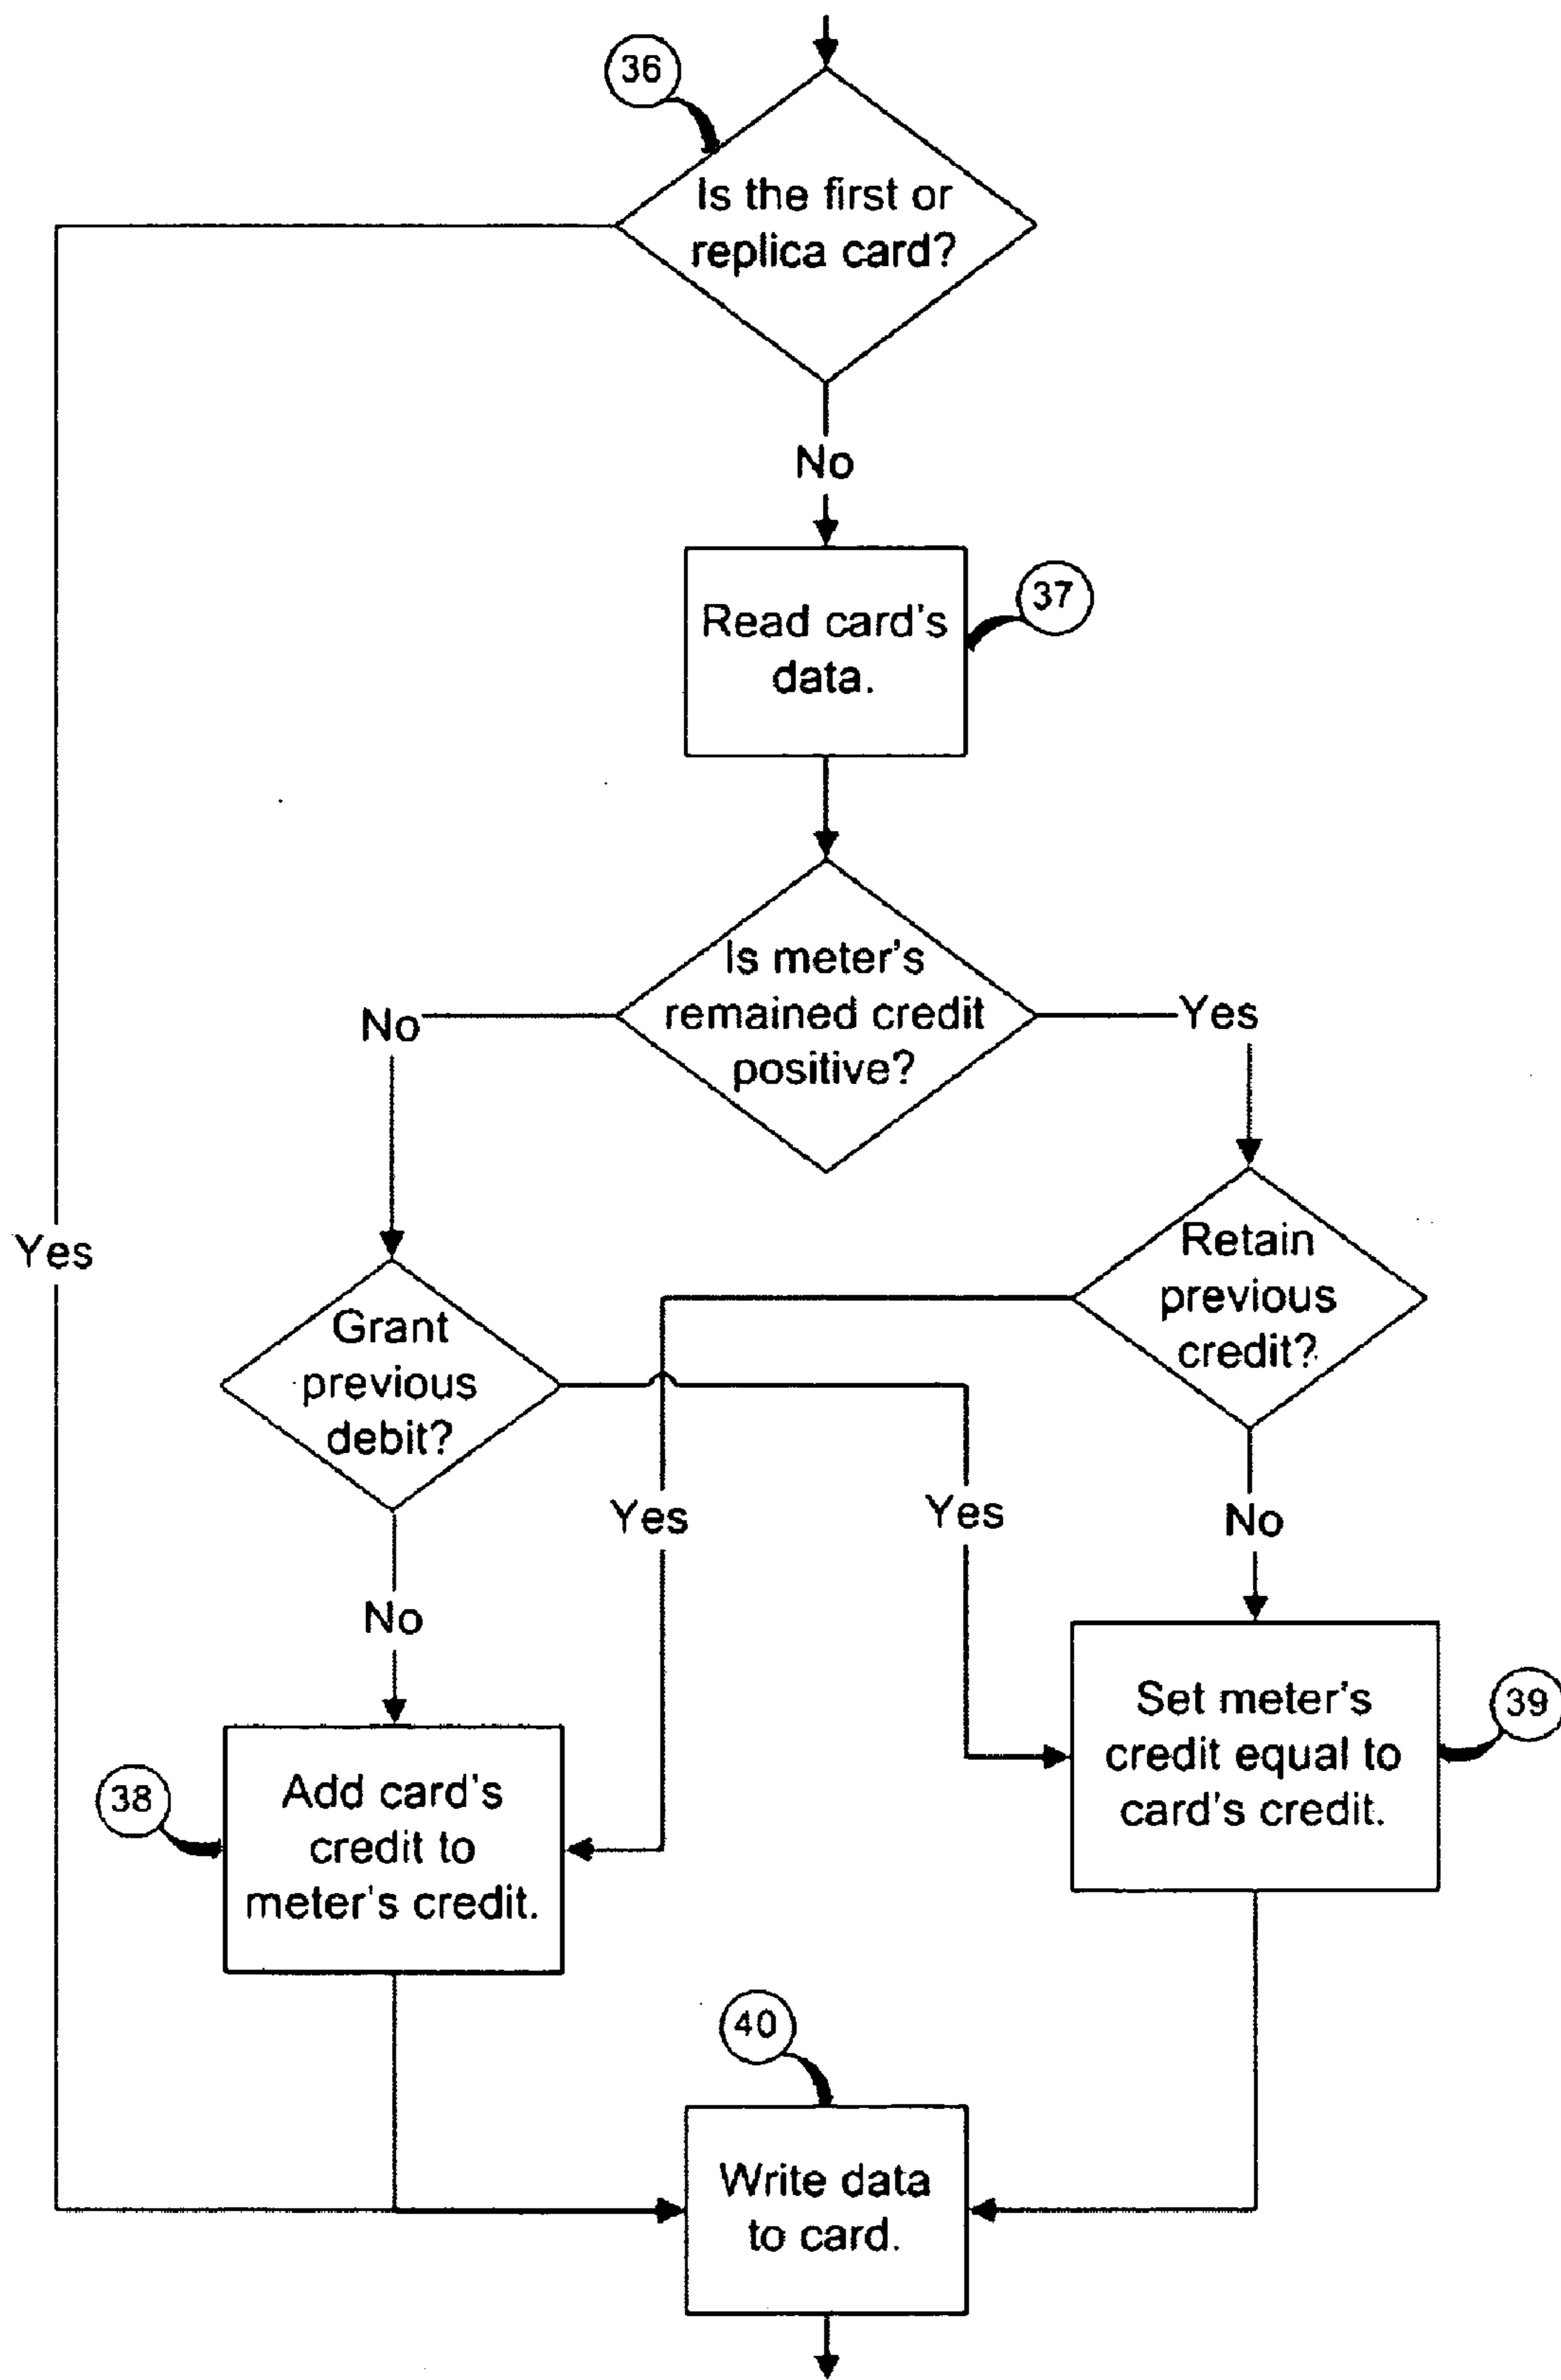 36
Is the first or
replica card?
No
37
Read card's
data.
Is meter's
remained credit
positive?
No
Yes
Yes
Retain
previous
credit?
Grant
previous
debit?
Yes
Yes
No
No
Set meter's
credit equal to
card's credit.
39
38
Add card's
credit to
meter's credit.
40
Write data
to card.